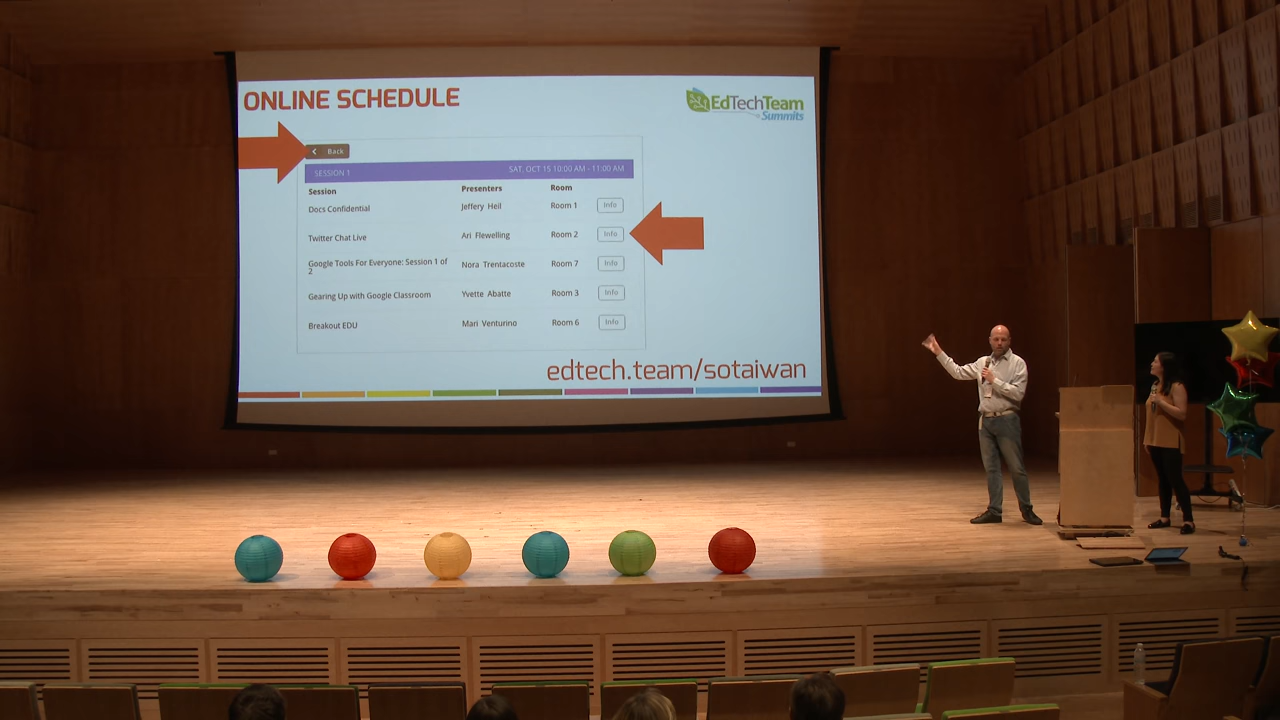 ONLINE SCHEDULE
EdTechTeam
Summits
Back
SESSION 1 SAT, OCT 15 10:00 AM - 11:00 AM
Session Presenters Room
Docs Confidential Jeffery Heil Room 1 Info
Twitter Chat Live Ari Flewelling Room 2 Info
Google Tools For Everyone: Session 1 of
2 Nora Trentacoste Room 7 Info
Gearing Up with Google Classroom Yvette Abatte Room 3 Info
Breakout EDU Mari Venturino Room 6 Info
edtech.team/sotaiwan